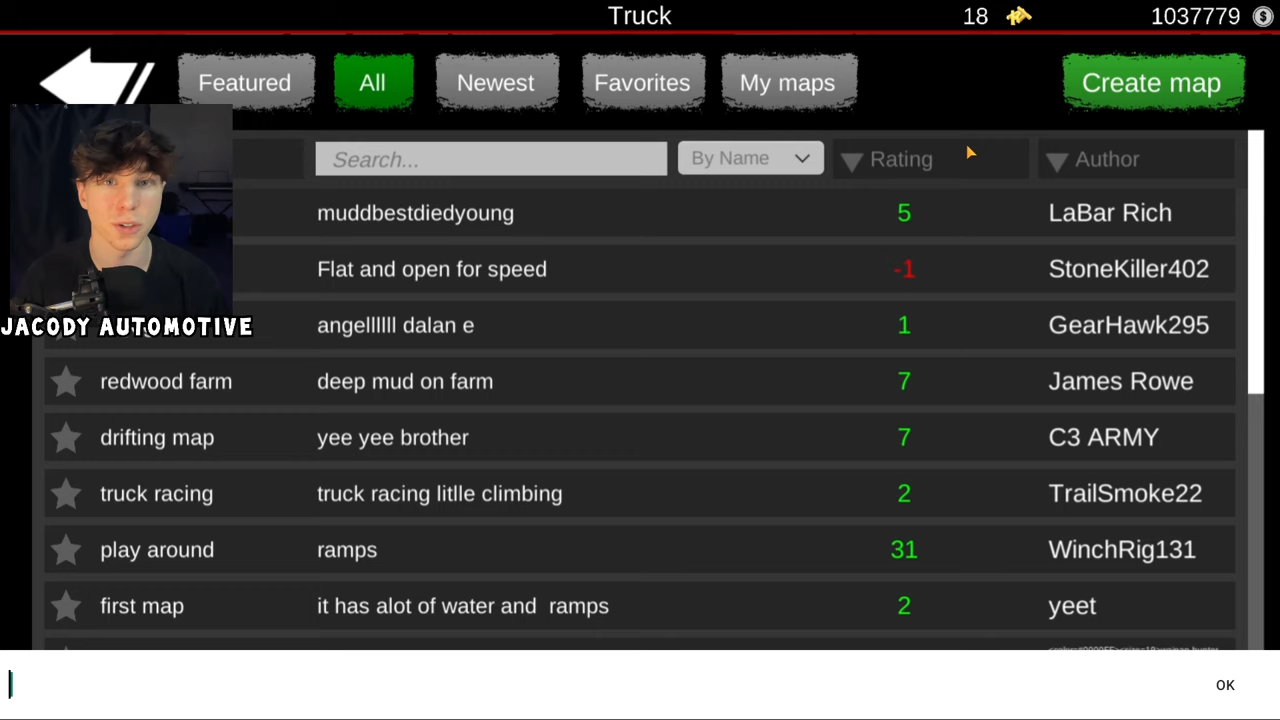 Truck
18
1037779
Featured
All
Newest
Favorites
My maps
Create map
Search...
By Name
Rating
Author
muddbestdiedyoung
5
LaBar Rich
Flat and open for speed
-1
StoneKiller402
JACODY AUTOMOTIVE
angellllll dalan e
1
GearHawk295
redwood farm
deep mud on farm
7
James Rowe
drifting map
yee yee brother
7
C3 ARMY
truck racing
truck racing litlle climbing
2
TrailSmoke22
play around
ramps
31
WinchRig131
first map
it has alot of water and  ramps
2
yeet
OK